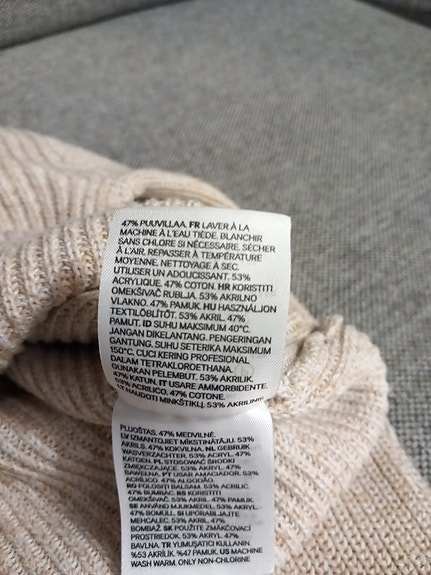 47% PUUVILLAA. FR LAVER À LA
MACHINE À L'EAU TIÈDE. BLANCHIR
SANS CHLORE SI NÉCESSAIRE. SÉCHER
À L'AIR. REPASSER À TEMPÉRATURE
MOYENNE. NETTOYAGE À SEC.
UTILISER UN ADOUCISSANT. 53%
ACRYLIQUE. 47% COTON. HR KORISTITI
OMEKŠIVAČ RUBLJA. 53% AKRILNO
VLAKNO. 47% PAMUK. HU HASZNÁLJON
TEXTILÖBLÍTŐT. 53% AKRIL. 47%
PAMUT. ID SUHU MAKSIMUM 40°C.
JANGAN DIKELANTANG. PENGERINGAN
GANTUNG. SUHU SETERIKA MAKSIMUM
150°C. CUCI KERING PROFESIONAL
DALAM TETRAKLOROETHANA.
GUNAKAN PELEMBUT. 53% AKRILIK.
47% KATUN. IT USARE AMMORBIDENTE.
53% ACRILICO. 47% COTONE.
LT NAUDOTI MINKŠTIKLĮ. 53% AKRILINIS
PLUOŠTAS. 47% MEDVILNĖ.
LV IZMANTOJIET MĪKSTINĀTĀJU. 53%
AKRILS. 47% KOKVILNA. NL GEBRUIK
WASVERZACHTER. 53% ACRYL. 47%
KATOEN. PL STOSOWAĆ ŚRODKI
ZMIĘKCZAJĄCE. 53% AKRYL. 47%
BAWEŁNA. PT USAR AMACIADOR. 53%
ACRÍLICO. 47% ALGODÃO.
RO FOLOSIȚI BALSAM. 53% ACRILIC.
47% BUMBAC. RS KORISTITI
OMEKŠIVAČ. 53% AKRIL. 47% PAMUK.
SE ANVÄND MJUKMEDEL. 53% AKRYL.
47% BOMULL. SI UPORABLJAJTE
MEHČALEC. 53% AKRIL. 47%
BOMBAŽ. SK POUŽITE ZMÄKČOVACÍ
PROSTRIEDOK. 53% AKRYL. 47%
BAVLNA. TR YUMUŞATICI KULLANIN.
%53 AKRİLİK. %47 PAMUK. US MACHINE
WASH WARM. ONLY NON-CHLORINE